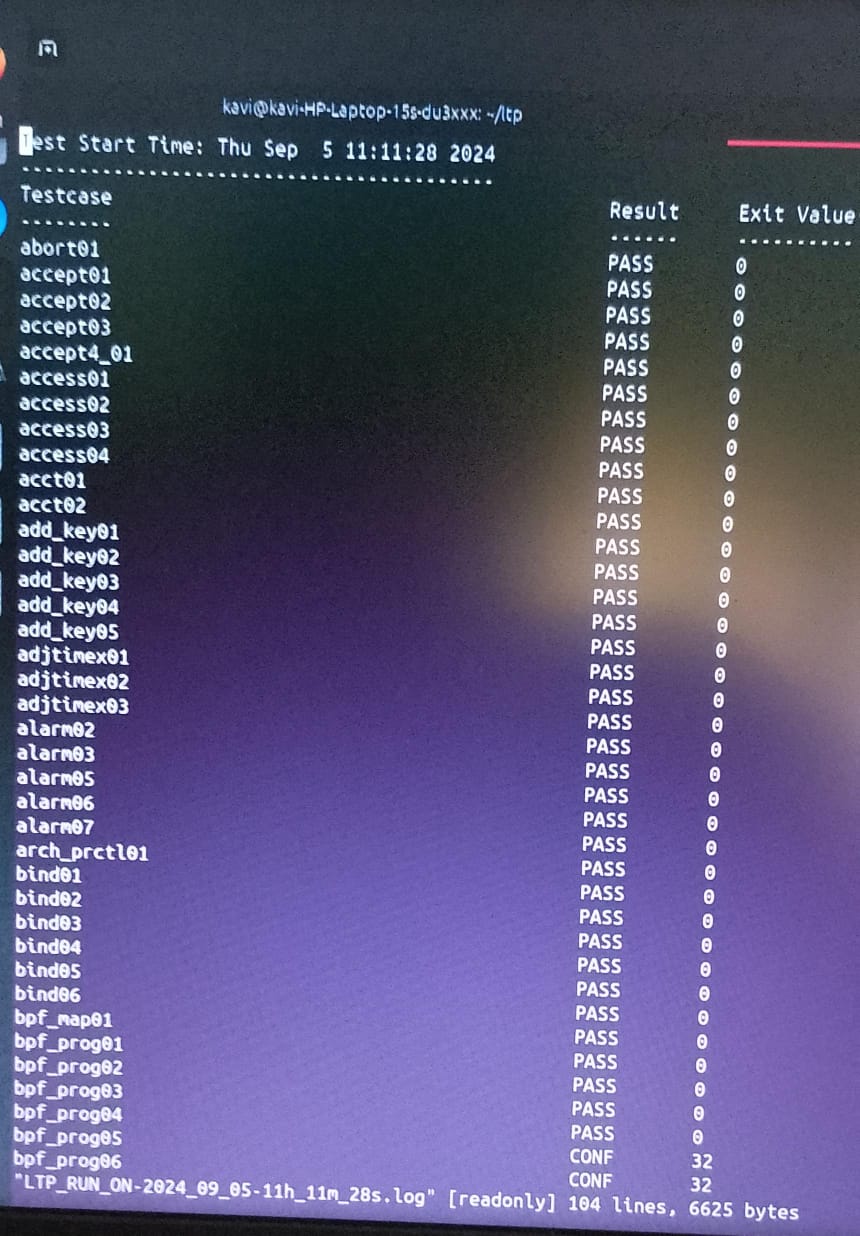 kavi@kavi-HP-Laptop-15s-du3xxx: ~/ltp
Test Start Time: Thu Sep  5 11:11:28 2024
-----------------------------------------
Testcase Result Exit Value
-------- ------ ----------
abort01 PASS 0
accept01 PASS 0
accept02 PASS 0
accept03 PASS 0
accept4_01 PASS 0
access01 PASS 0
access02 PASS 0
access03 PASS 0
access04 PASS 0
acct01 PASS 0
acct02 PASS 0
add_key01 PASS 0
add_key02 PASS 0
add_key03 PASS 0
add_key04 PASS 0
add_key05 PASS 0
adjtimex01 PASS 0
adjtimex02 PASS 0
adjtimex03 PASS 0
alarm02 PASS 0
alarm03 PASS 0
alarm05 PASS 0
alarm06 PASS 0
alarm07 PASS 0
arch_prctl01 PASS 0
bind01 PASS 0
bind02 PASS 0
bind03 PASS 0
bind04 PASS 0
bind05 PASS 0
bind06 PASS 0
bpf_map01 PASS 0
bpf_prog01 PASS 0
bpf_prog02 PASS 0
bpf_prog03 PASS 0
bpf_prog04 PASS 0
bpf_prog05 CONF 32
bpf_prog06 CONF 32
"LTP_RUN_ON-2024_09_05-11h_11m_28s.log" [readonly] 104 lines, 6625 bytes